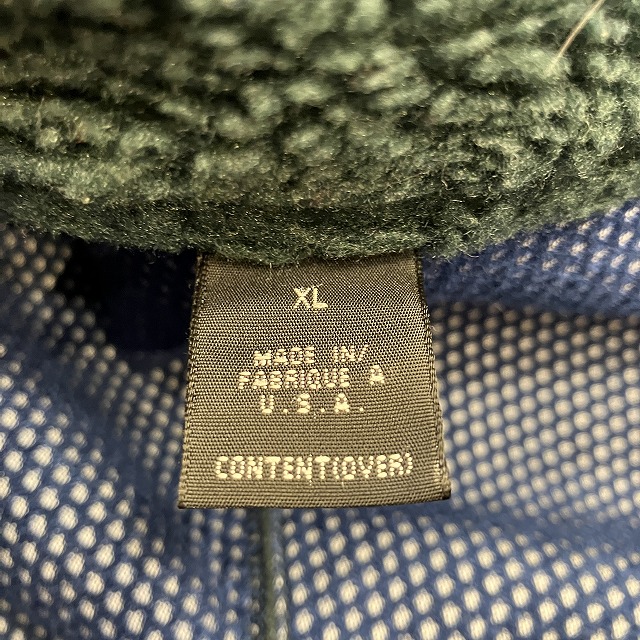 XL
MADE IN/
FABRIQUE A
U.S.A.
CONTENT(OVER)